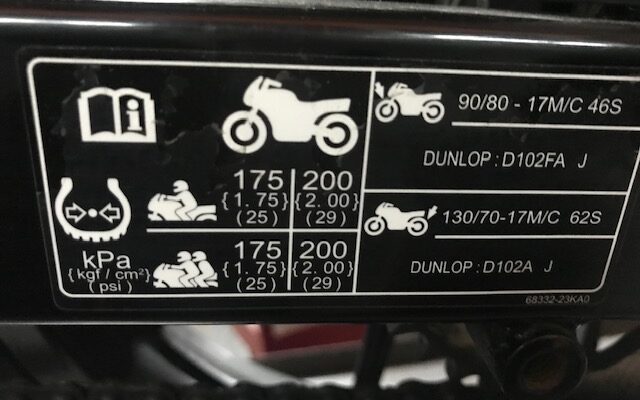 175 200
{1.75} {2.00}
(25) (29)
kPa
{kgf / cm²}
(psi)
175 200
{1.75} {2.00}
(25) (29)
90/80 - 17M/C 46S
DUNLOP : D102FA J
130/70-17M/C 62S
DUNLOP : D102A J
68332-23KA0